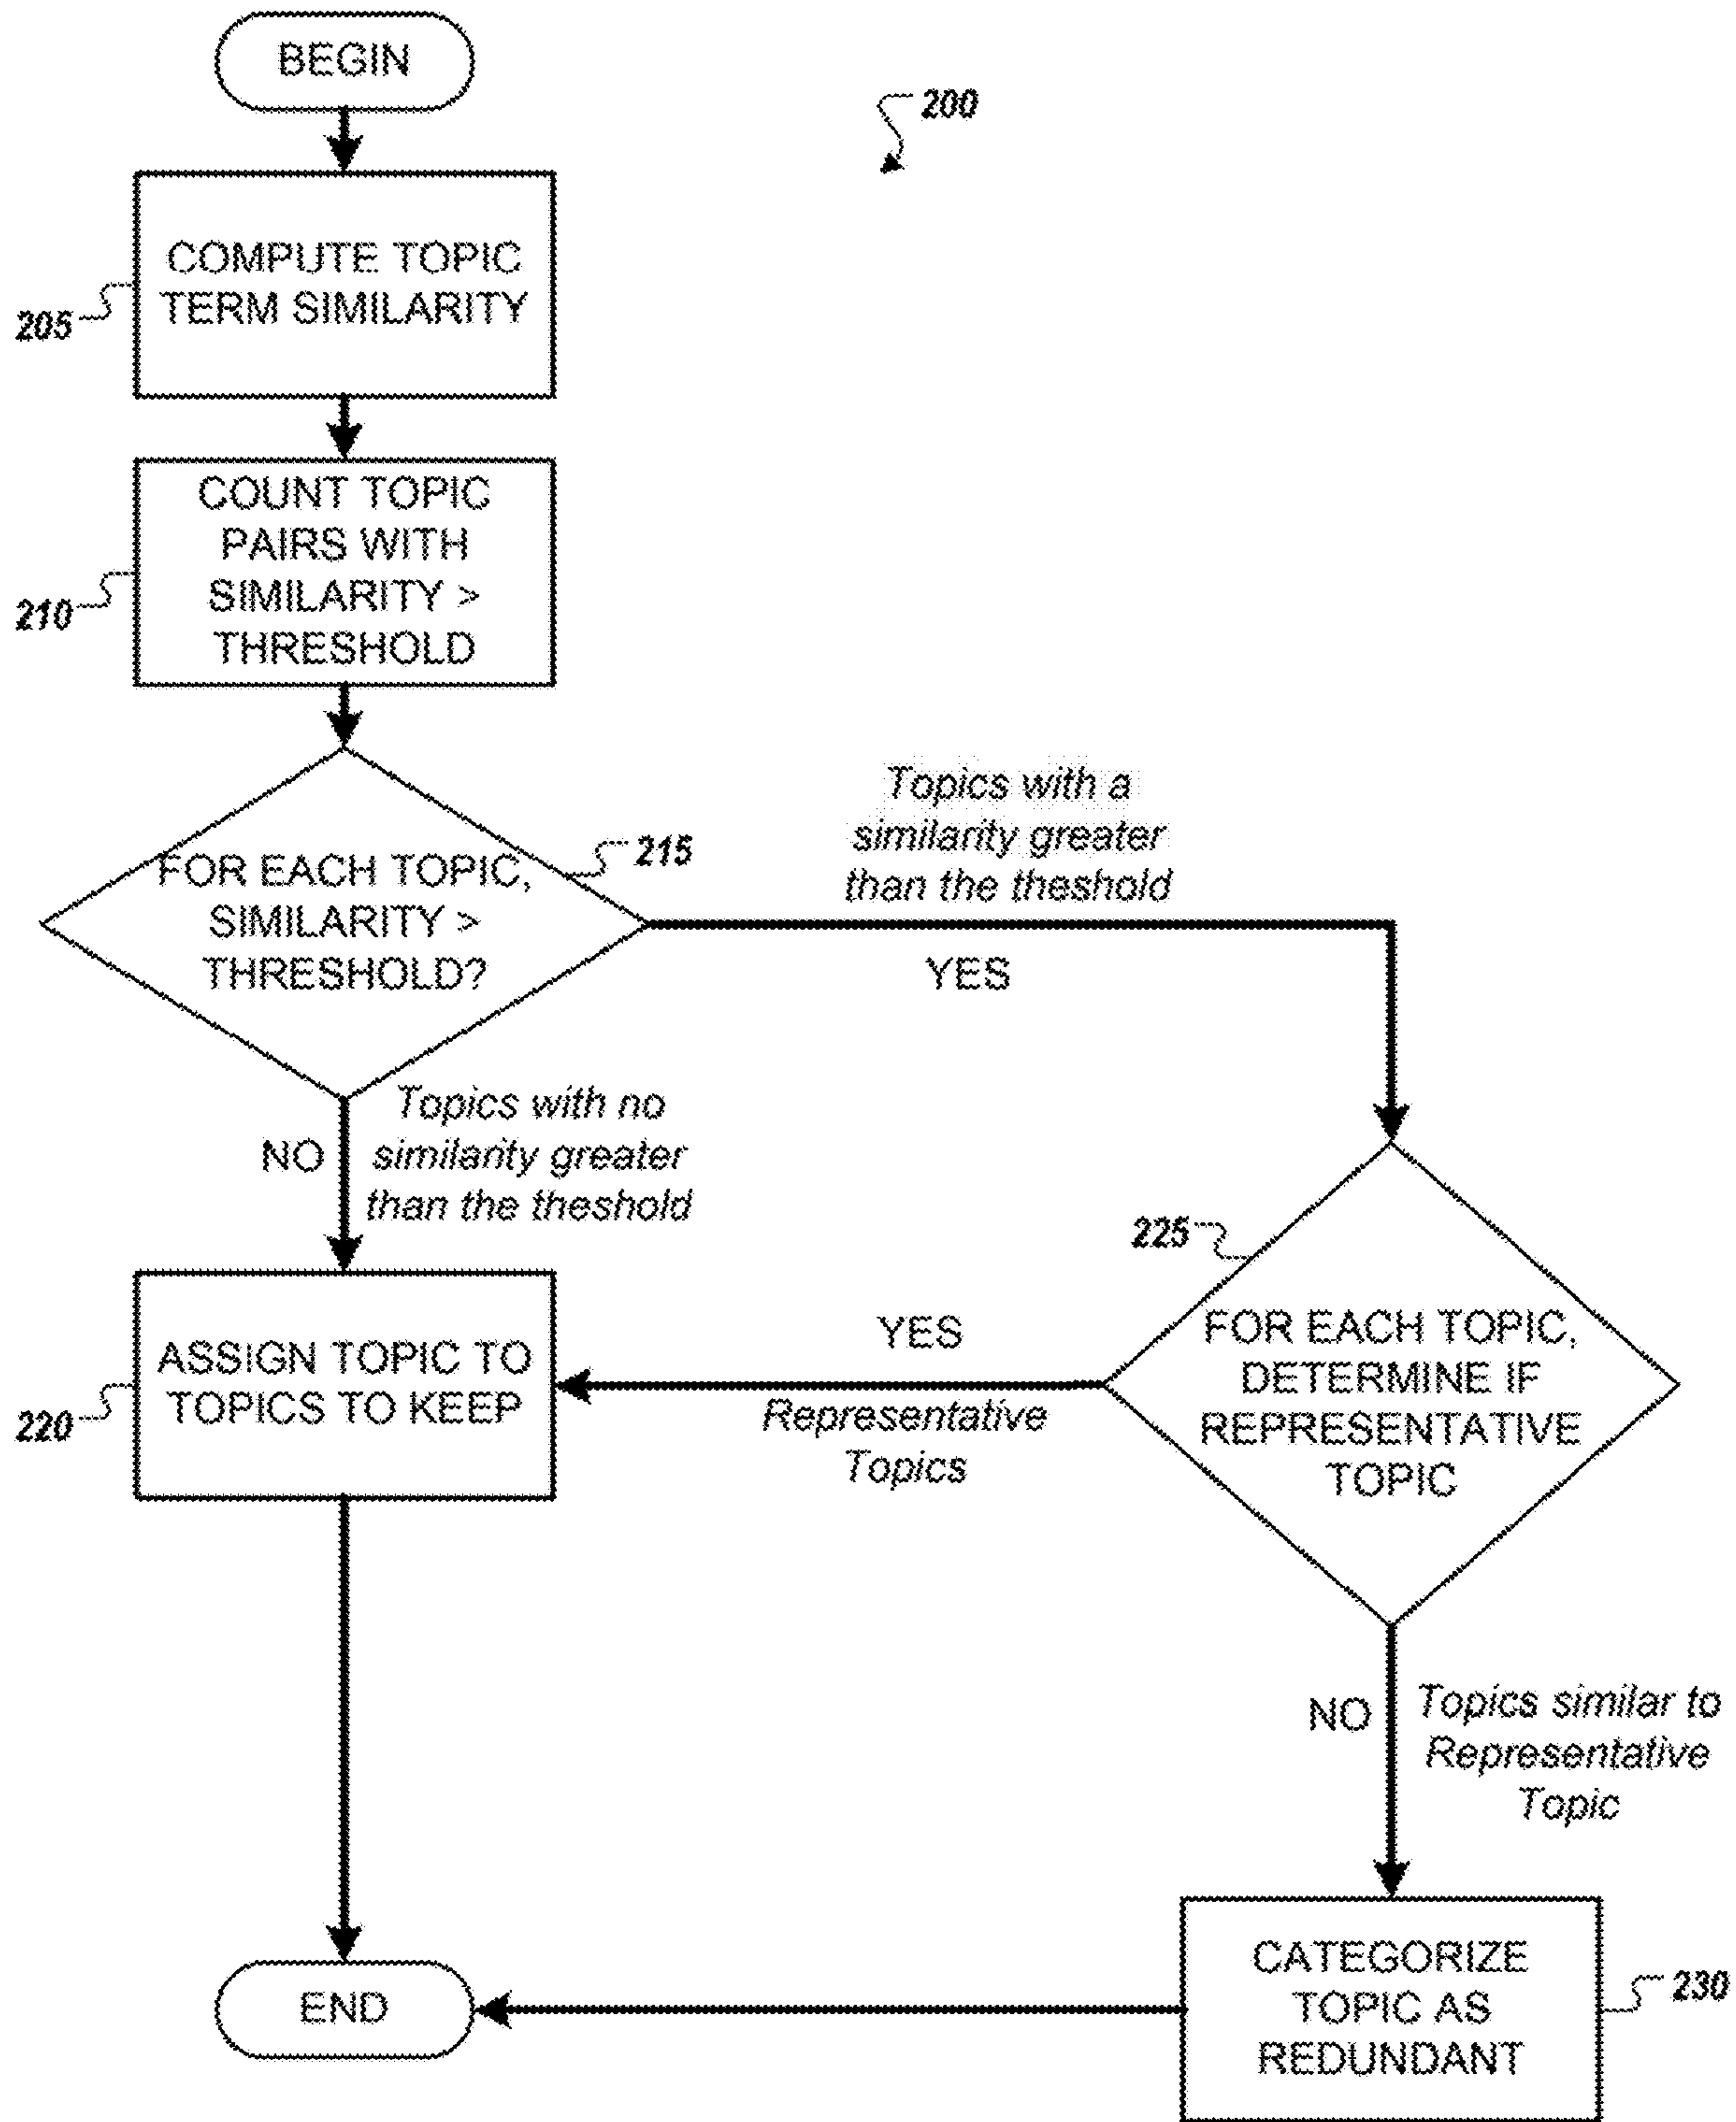 BEGIN
200
COMPUTE TOPIC
TERM SIMILARITY
205
COUNT TOPIC
PAIRS WITH
SIMILARITY >
THRESHOLD
210
FOR EACH TOPIC,
SIMILARITY >
THRESHOLD?
215
Topics with a
similarity greater
than the theshold
YES
NO
Topics with no
similarity greater
than the theshold
225
FOR EACH TOPIC,
DETERMINE IF
REPRESENTATIVE
TOPIC
YES
Representative
Topics
ASSIGN TOPIC TO
TOPICS TO KEEP
220
NO
Topics similar to
Representative
Topic
CATEGORIZE
TOPIC AS
REDUNDANT
230
END